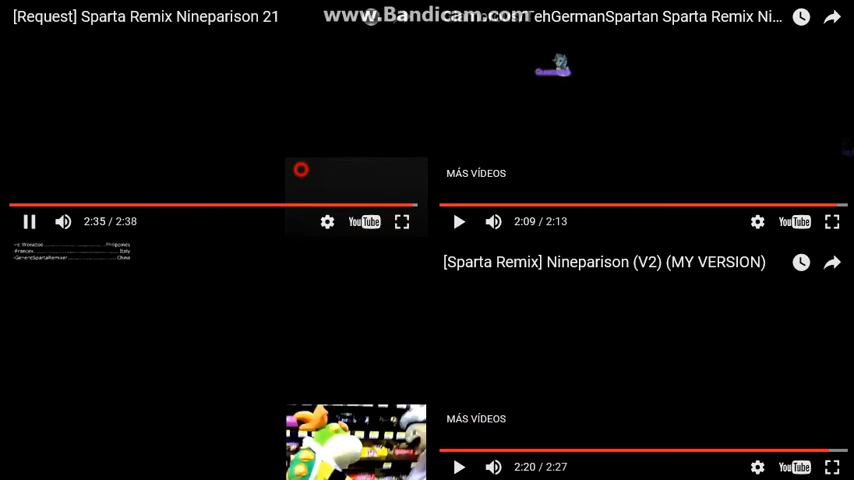 [Request] Sparta Remix Nineparison 21
www.Bandicam.com
TehGermanSpartan Sparta Remix Ni...
MÁS VÍDEOS
2:35 / 2:38
YouTube
2:09 / 2:13
YouTube
Philippines
Italy
China
[Sparta Remix] Nineparison (V2) (MY VERSION)
MÁS VÍDEOS
2:20 / 2:27
YouTube